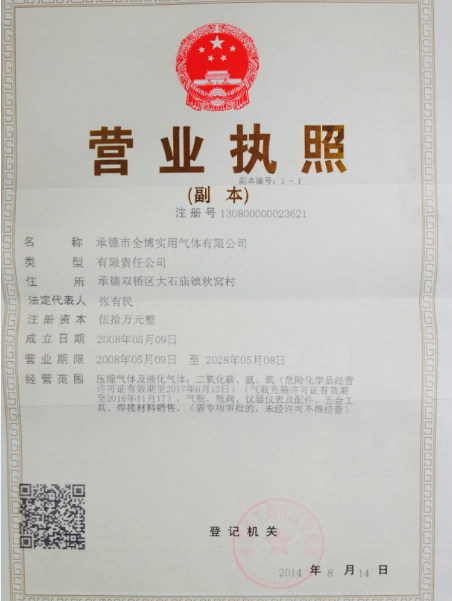 营业执照
副本编号：1 - 1
(副 本)
注册号 130800000023621
名 称 承德市全博实用气体有限公司
类 型 有限责任公司
住 所 承德双桥区大石庙镇秋窝村
法定代表人 张有民
注册资本 伍拾万元整
成立日期 2008年05月09日
营业期限 2008年05月09日 至 2028年05月08日
经营范围 压缩气体及液化气体：二氧化碳、氩、氧（危险化学品经营
许可证有效期至2017年6月13日）（气瓶充装许可证有效期
至2016年11月17）、气瓶、瓶阀、仪器仪表及配件、五金工
具、焊接材料销售。（需专项审批的，未经许可不得经营）
登记机关
2014 年 8 月 14 日